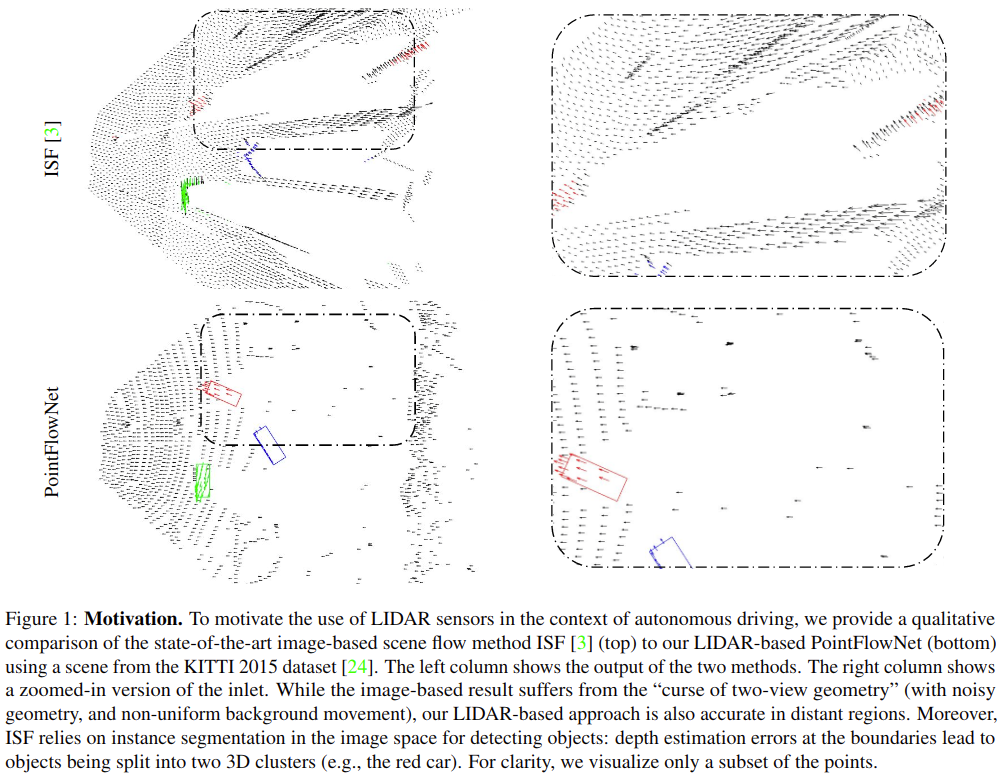 ISF [3]
PointFlowNet
Figure 1: Motivation. To motivate the use of LIDAR sensors in the context of autonomous driving, we provide a qualitative
comparison of the state-of-the-art image-based scene flow method ISF [3] (top) to our LIDAR-based PointFlowNet (bottom)
using a scene from the KITTI 2015 dataset [24]. The left column shows the output of the two methods. The right column shows
a zoomed-in version of the inlet. While the image-based result suffers from the “curse of two-view geometry” (with noisy
geometry, and non-uniform background movement), our LIDAR-based approach is also accurate in distant regions. Moreover,
ISF relies on instance segmentation in the image space for detecting objects: depth estimation errors at the boundaries lead to
objects being split into two 3D clusters (e.g., the red car). For clarity, we visualize only a subset of the points.